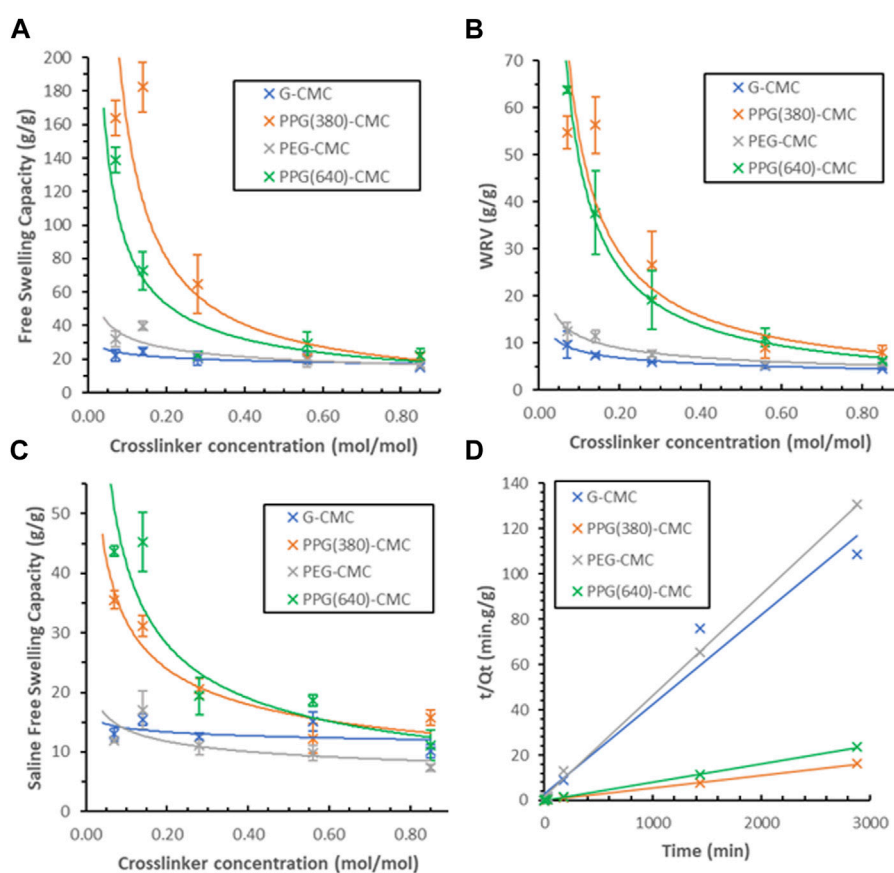 A
Free Swelling Capacity (g/g)
200
180
160
140
120
100
80
60
40
20
0
G-CMC
PPG(380)-CMC
PEG-CMC
PPG(640)-CMC
0.00 0.20 0.40 0.60 0.80
Crosslinker concentration (mol/mol)
B
WRV (g/g)
70
60
50
40
30
20
10
0
G-CMC
PPG(380)-CMC
PEG-CMC
PPG(640)-CMC
0.00 0.20 0.40 0.60 0.80
Crosslinker concentration (mol/mol)
C
Saline Free Swelling Capacity (g/g)
50
40
30
20
10
0
G-CMC
PPG(380)-CMC
PEG-CMC
PPG(640)-CMC
0.00 0.20 0.40 0.60 0.80
Crosslinker concentration (mol/mol)
D
t/Qt (min.g/g)
140
120
100
80
60
40
20
0
G-CMC
PPG(380)-CMC
PEG-CMC
PPG(640)-CMC
0 1000 2000 3000
Time (min)